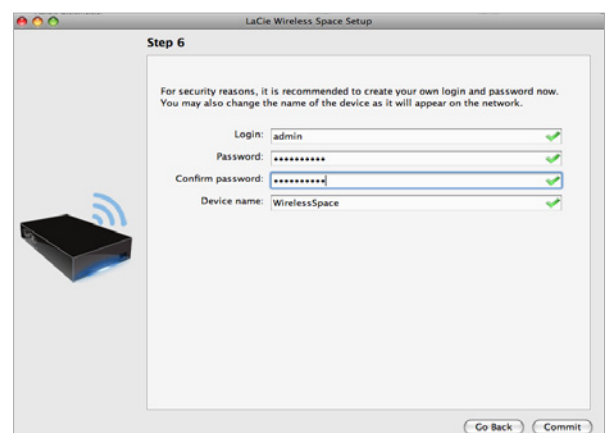 LaCie Wireless Space Setup
Step 6
For security reasons, it is recommended to create your own login and password now.
You may also change the name of the device as it will appear on the network.
Login: admin
Password: ••••••••••
Confirm password: ••••••••••
Device name: WirelessSpace
Go Back Commit